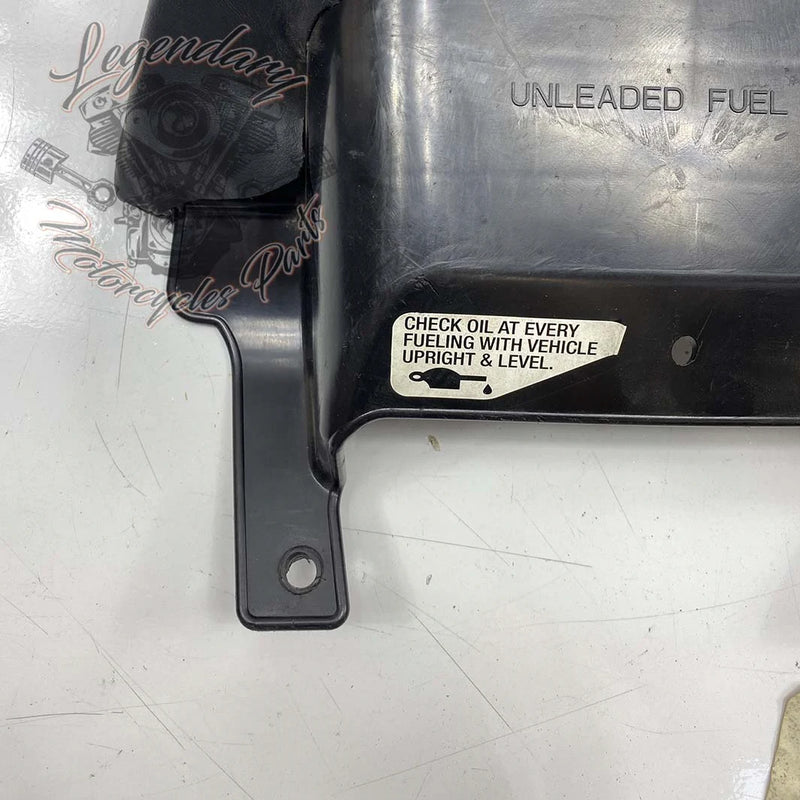 Legendary
Motorcycles Parts
UNLEADED FUEL
CHECK OIL AT EVERY
FUELING WITH VEHICLE
UPRIGHT & LEVEL.